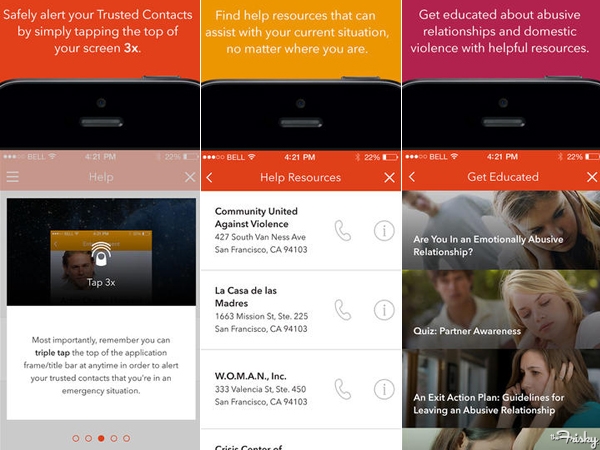 Safely alert your Trusted Contacts
by simply tapping the top of
your screen 3x.
BELL 4:21 PM 22%
Help
Tap 3x
Most importantly, remember you can
triple tap the top of the application
frame/title bar at anytime in order to alert
your trusted contacts that you're in an
emergency situation.
Find help resources that can
assist with your current situation,
no matter where you are.
BELL 4:21 PM 22%
Help Resources
Community United
Against Violence
427 South Van Ness Ave
San Francisco, CA 94103
La Casa de las
Madres
1663 Mission St, Ste. 225
San Francisco, CA 94103
W.O.M.A.N., Inc.
333 Valencia St, Ste. 450
San Francisco, CA 94103
Crisis Center of
Get educated about abusive
relationships and domestic
violence with helpful resources.
BELL 4:21 PM 22%
Get Educated
Are You In an Emotionally Abusive
Relationship?
Quiz: Partner Awareness
An Exit Action Plan: Guidelines for
Leaving an Abusive Relationship
the Frisky